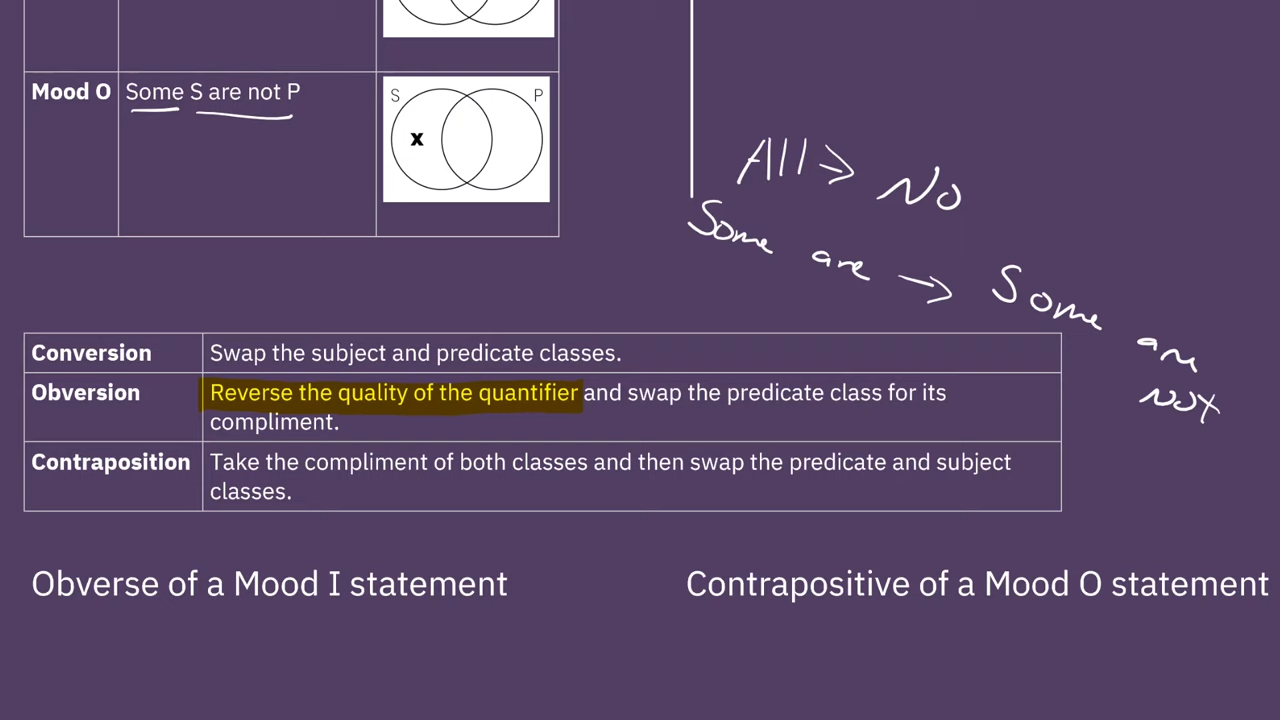 Mood O Some S are not P
S P
x
All → No
Some are → Some are not
Conversion Swap the subject and predicate classes.
Obversion Reverse the quality of the quantifier and swap the predicate class for its
compliment.
Contraposition Take the compliment of both classes and then swap the predicate and subject
classes.
Obverse of a Mood I statement Contrapositive of a Mood O statement